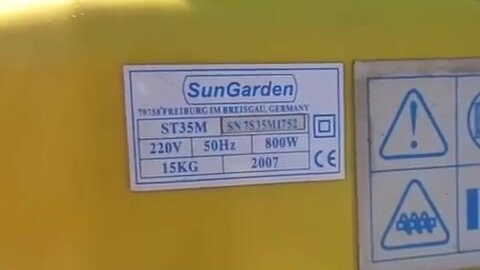 SunGarden
79758 FREIBURG IM BREISGAU, GERMANY
ST35M SN 7S35M1752
220V 50Hz 800W
15KG 2007 CE